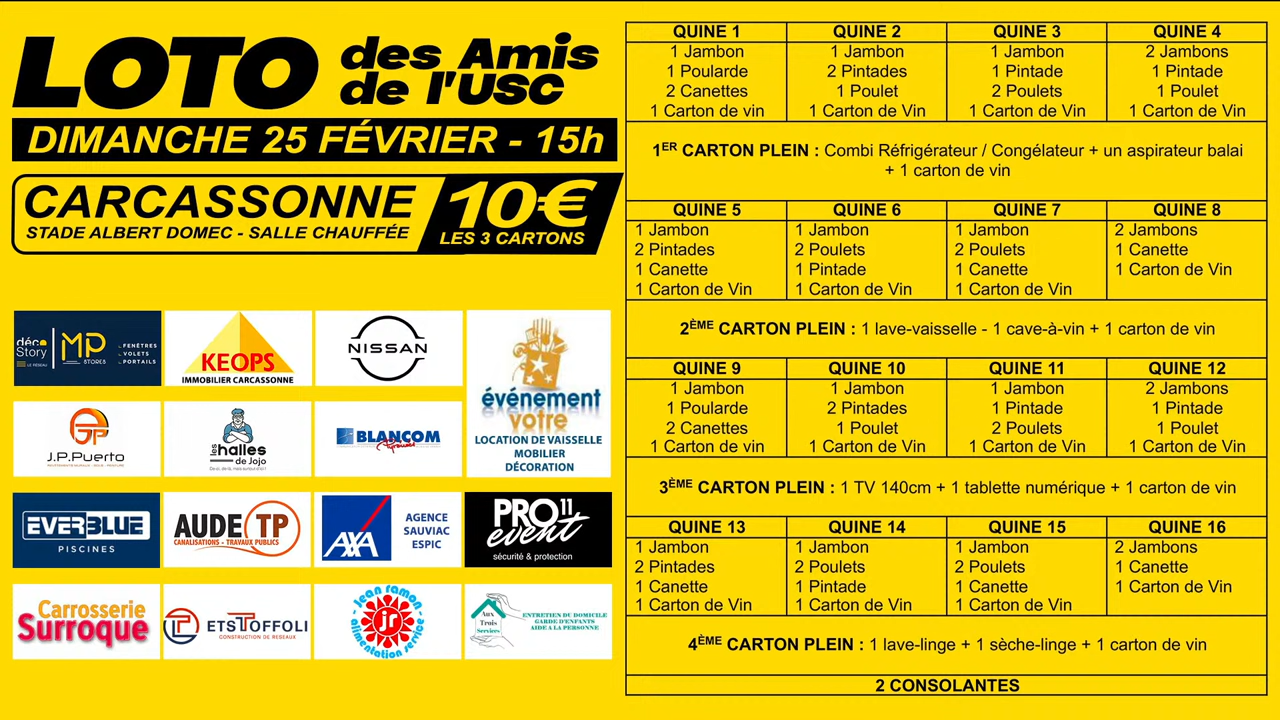 LOTO des Amis
de l'USC
DIMANCHE 25 FÉVRIER - 15h
CARCASSONNE
STADE ALBERT DOMEC - SALLE CHAUFFÉE
10€
LES 3 CARTONS
déco
Story
LE RÉSEAU
MP
STORES
FENÊTRES
VOLETS
PORTAILS
KEOPS
IMMOBILIER CARCASSONNE
NISSAN
événement
votre
LOCATION DE VAISSELLE
MOBILIER
DÉCORATION
J.P.Puerto
les
halles
de Jojo
BLANCOM
EVERBLUE
PISCINES
AUDE TP
CANALISATIONS - TRAVAUX PUBLICS
AXA
AGENCE
SAUVIAC
ESPIC
PRO 11
event
sécurité & protection
Carrosserie
Surroque
ETS TOFFOLI
CONSTRUCTION DE RESEAUX
Jean ramon
jr
alimentation service
Aux
Trois
Services
ENTRETIEN DU DOMICILE
GARDE D'ENFANTS
AIDE A LA PERSONNE
QUINE 1 QUINE 2 QUINE 3 QUINE 4
1 Jambon 1 Jambon 1 Jambon 2 Jambons
1 Poularde 2 Pintades 1 Pintade 1 Pintade
2 Canettes 1 Poulet 2 Poulets 1 Poulet
1 Carton de vin 1 Carton de Vin 1 Carton de Vin 1 Carton de Vin
1ER CARTON PLEIN : Combi Réfrigérateur / Congélateur + un aspirateur balai
+ 1 carton de vin
QUINE 5 QUINE 6 QUINE 7 QUINE 8
1 Jambon 1 Jambon 1 Jambon 2 Jambons
2 Pintades 2 Poulets 2 Poulets 1 Canette
1 Canette 1 Pintade 1 Canette 1 Carton de Vin
1 Carton de Vin 1 Carton de Vin 1 Carton de Vin
2ÈME CARTON PLEIN : 1 lave-vaisselle - 1 cave-à-vin + 1 carton de vin
QUINE 9 QUINE 10 QUINE 11 QUINE 12
1 Jambon 1 Jambon 1 Jambon 2 Jambons
1 Poularde 2 Pintades 1 Pintade 1 Pintade
2 Canettes 1 Poulet 2 Poulets 1 Poulet
1 Carton de vin 1 Carton de Vin 1 Carton de Vin 1 Carton de Vin
3ÈME CARTON PLEIN : 1 TV 140cm + 1 tablette numérique + 1 carton de vin
QUINE 13 QUINE 14 QUINE 15 QUINE 16
1 Jambon 1 Jambon 1 Jambon 2 Jambons
2 Pintades 2 Poulets 2 Poulets 1 Canette
1 Canette 1 Pintade 1 Canette 1 Carton de Vin
1 Carton de Vin 1 Carton de Vin 1 Carton de Vin
4ÈME CARTON PLEIN : 1 lave-linge + 1 sèche-linge + 1 carton de vin
2 CONSOLANTES